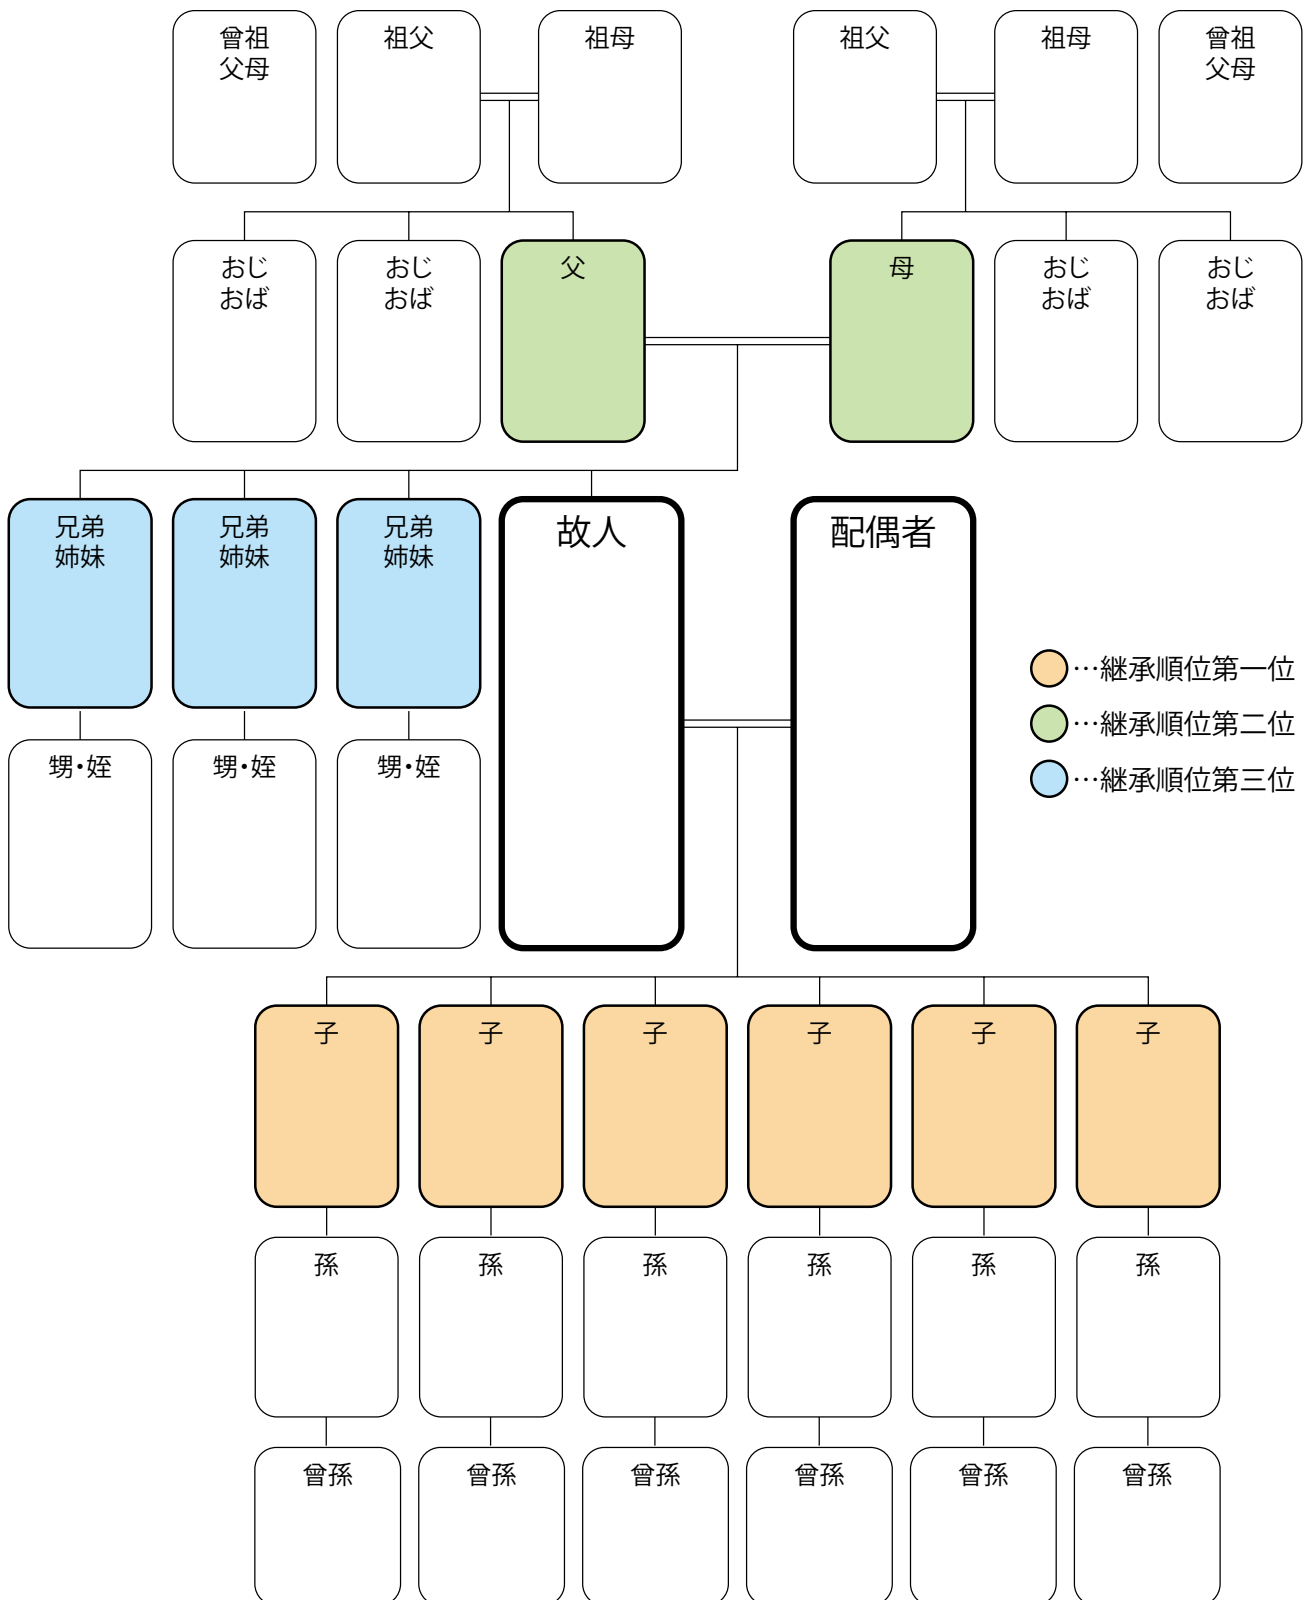 曾祖
父母
祖父
祖母
祖父
祖母
曾祖
父母
おじ
おば
おじ
おば
父
母
おじ
おば
おじ
おば
兄弟
姉妹
兄弟
姉妹
兄弟
姉妹
故人
配偶者
…継承順位第一位
…継承順位第二位
…継承順位第三位
甥・姪
甥・姪
甥・姪
子
子
子
子
子
子
孫
孫
孫
孫
孫
孫
曾孫
曾孫
曾孫
曾孫
曾孫
曾孫